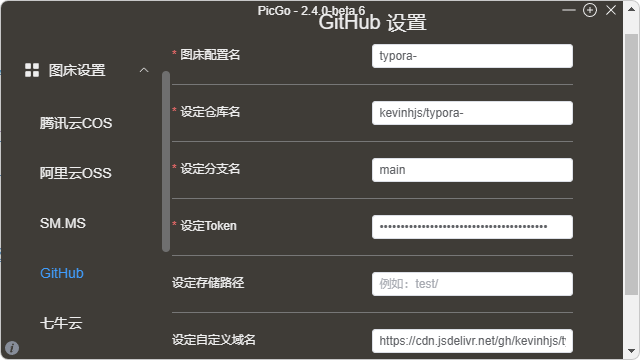 PicGo - 2.4.0-beta.6
GitHub 设置
图床设置
腾讯云COS
阿里云OSS
SM.MS
GitHub
七牛云
* 图床配置名
typora-
* 设定仓库名
kevinhjs/typora-
* 设定分支名
main
* 设定Token
设定存储路径
例如：test/
设定自定义域名
https://cdn.jsdelivr.net/gh/kevinhjs/ty